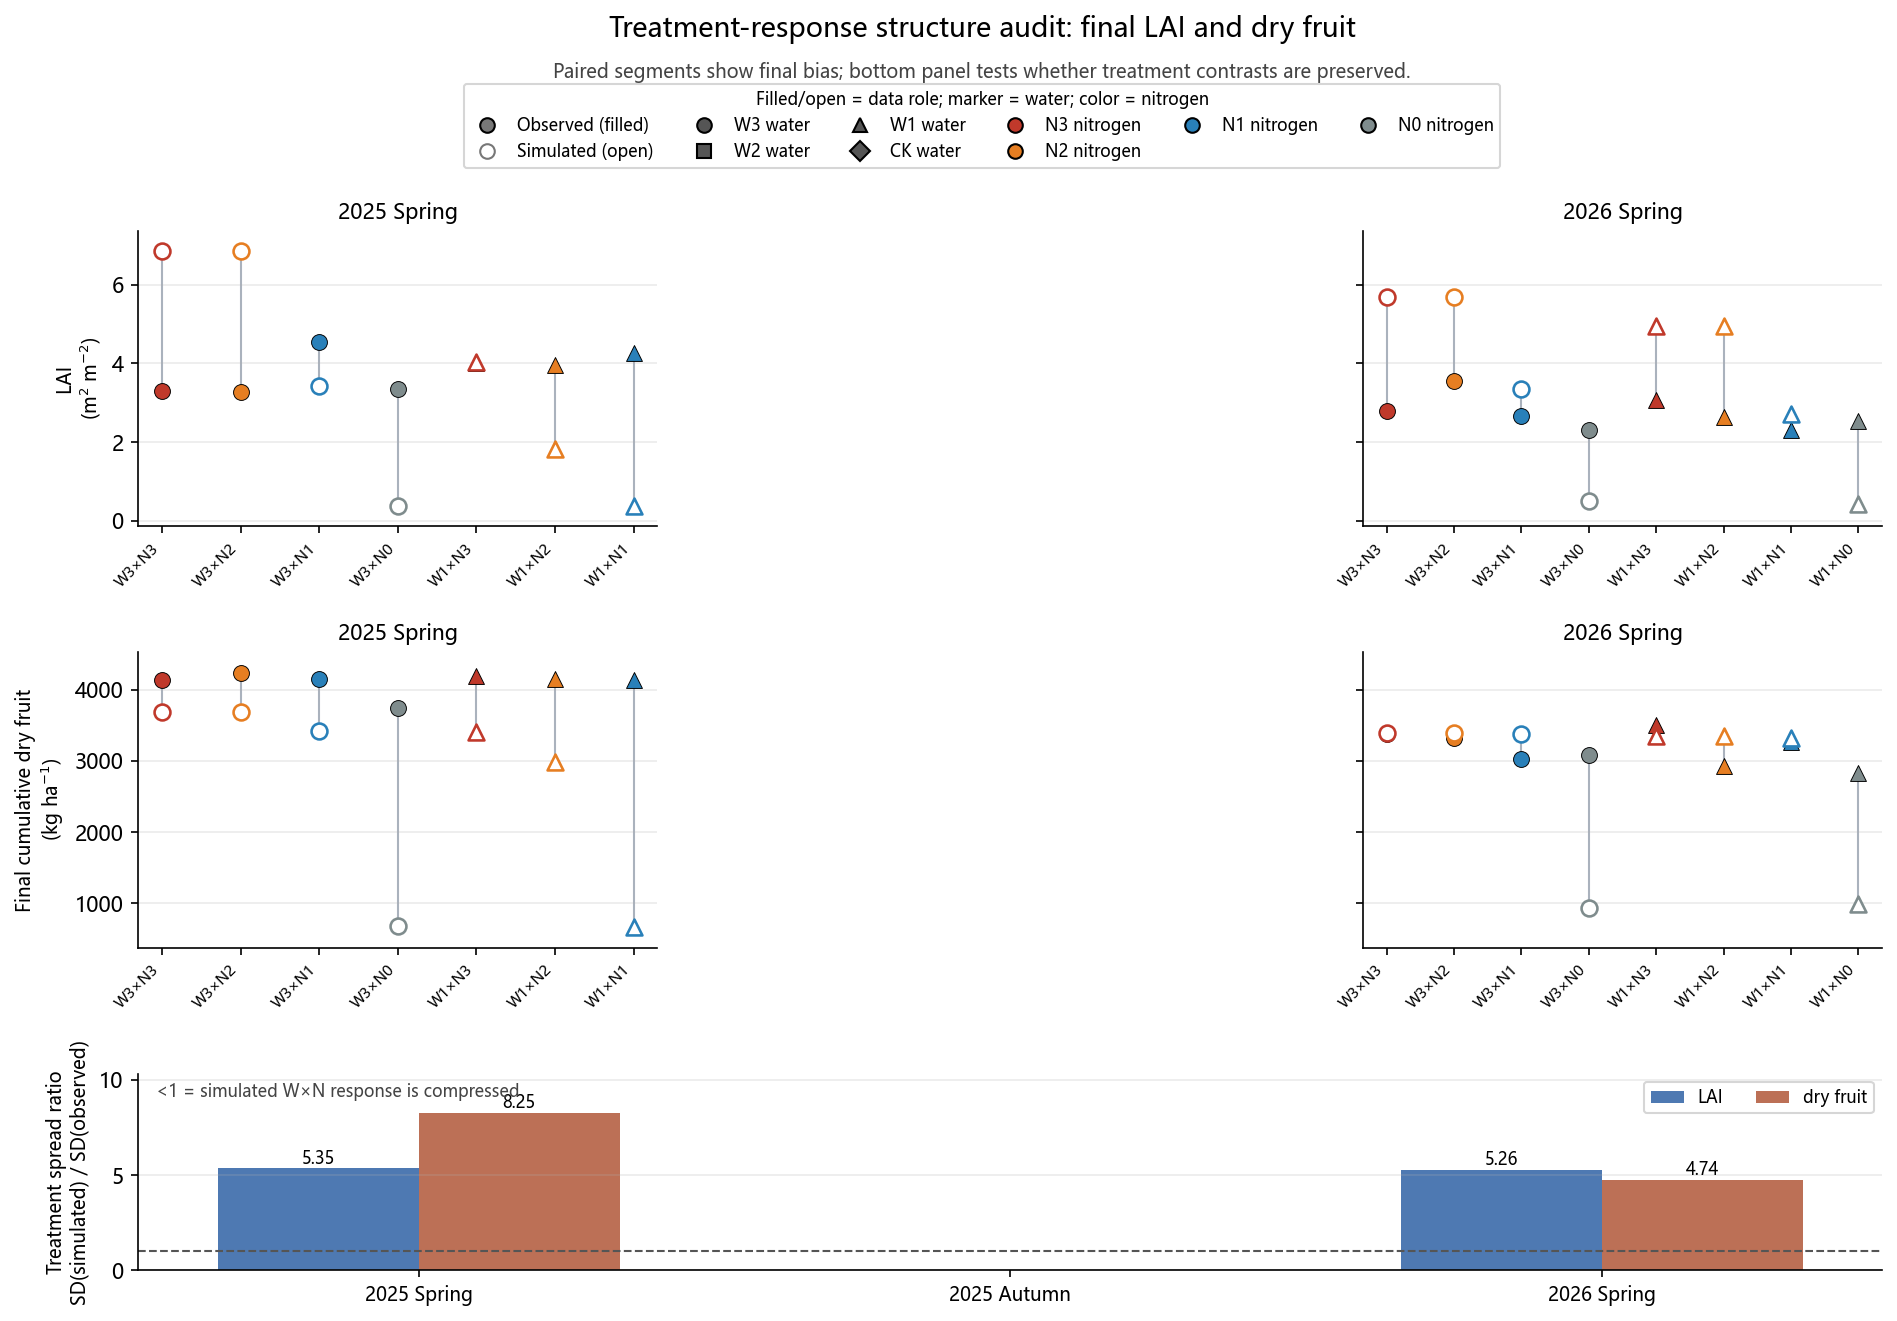 Treatment-response structure audit: final LAI and dry fruit
Paired segments show final bias; bottom panel tests whether treatment contrasts are preserved.
Filled/open = data role; marker = water; color = nitrogen
Observed (filled) W3 water W1 water N3 nitrogen N1 nitrogen N0 nitrogen
Simulated (open) W2 water CK water N2 nitrogen
2025 Spring
LAI
(m² m⁻²)
6
4
2
0
W3×N3 W3×N2 W3×N1 W3×N0 W1×N3 W1×N2 W1×N1
2026 Spring
W3×N3 W3×N2 W3×N1 W3×N0 W1×N3 W1×N2 W1×N1 W1×N0
2025 Spring
Final cumulative dry fruit
(kg ha⁻¹)
4000
3000
2000
1000
W3×N3 W3×N2 W3×N1 W3×N0 W1×N3 W1×N2 W1×N1
2026 Spring
W3×N3 W3×N2 W3×N1 W3×N0 W1×N3 W1×N2 W1×N1 W1×N0
Treatment spread ratio
SD(simulated) / SD(observed)
10
5
0
<1 = simulated W×N response is compressed
LAI dry fruit
5.35
8.25
5.26
4.74
2025 Spring 2025 Autumn 2026 Spring